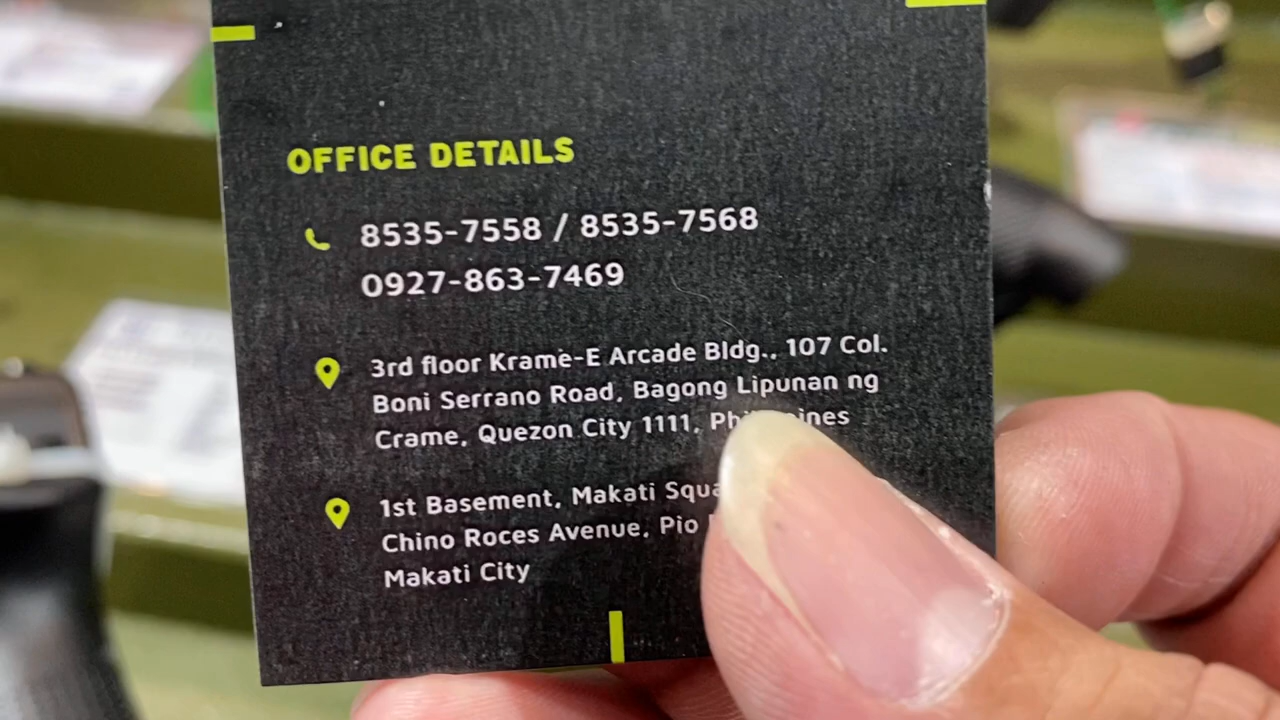 OFFICE DETAILS
8535-7558 / 8535-7568
0927-863-7469
3rd floor Krame-E Arcade Bldg., 107 Col.
Boni Serrano Road, Bagong Lipunan ng
Crame, Quezon City 1111,
1st Basement, Makati
Chino Roces Avenue, Pio
Makati City